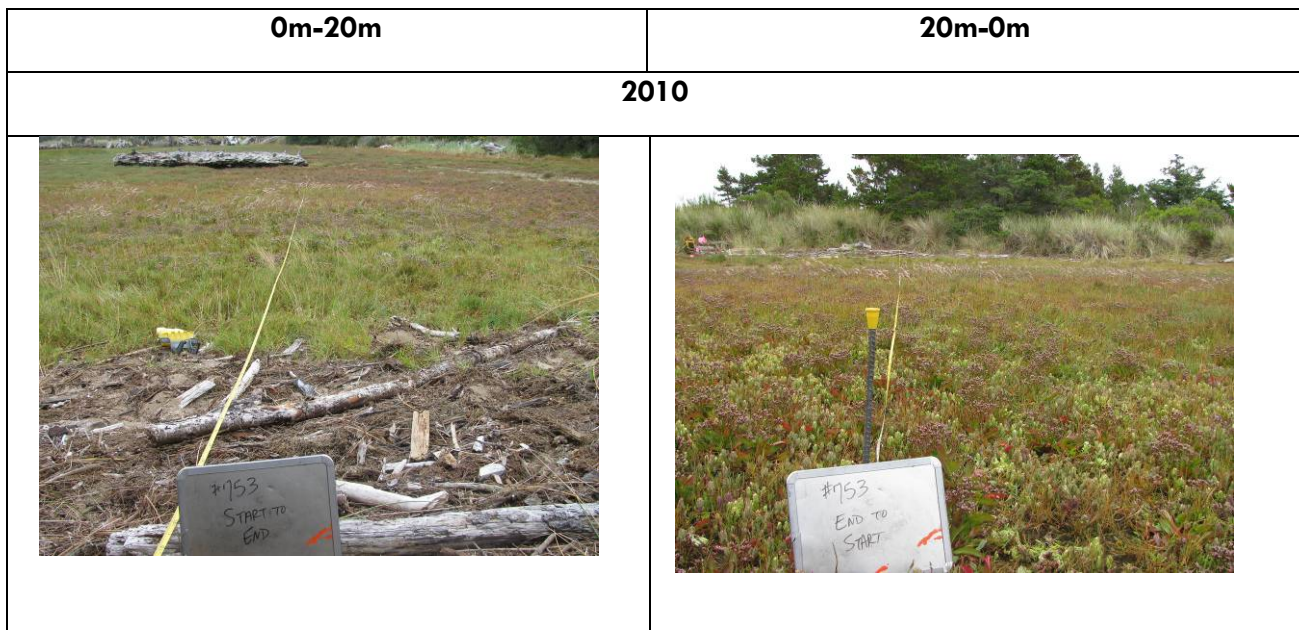 0m-20m
20m-0m
2010
#753
START TO
END
#753
END TO
START